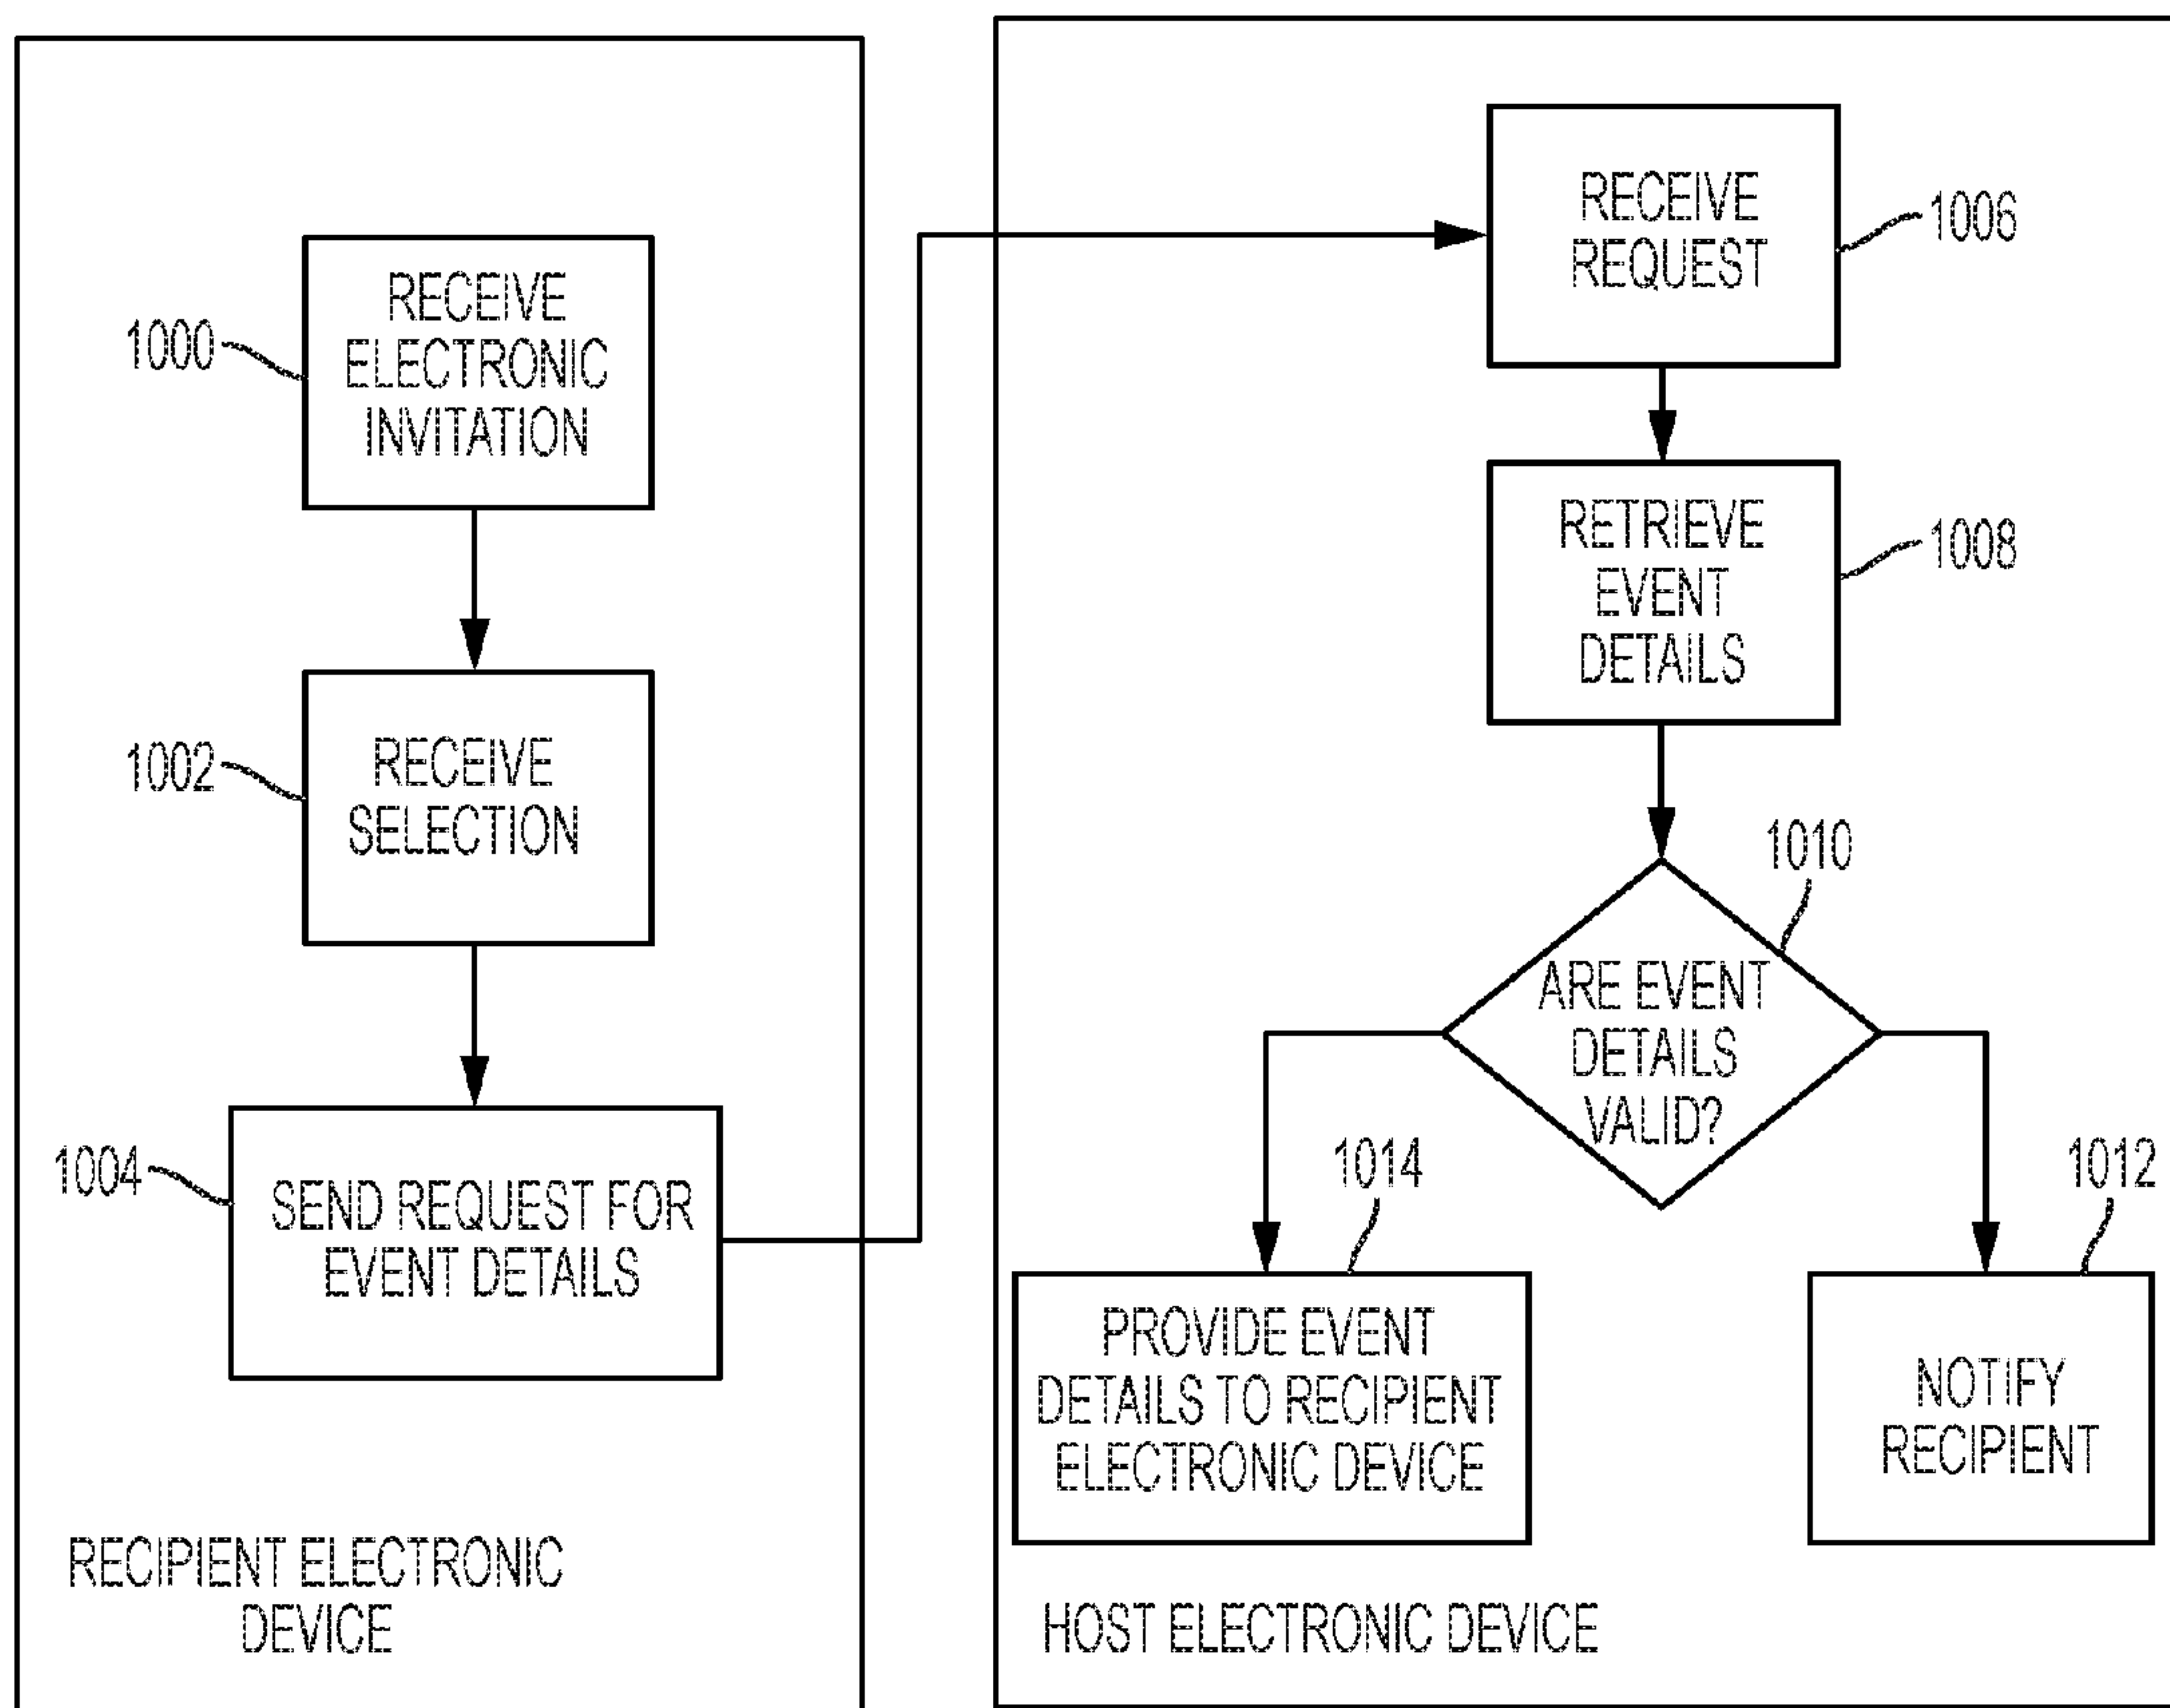 1000
RECEIVE
ELECTRONIC
INVITATION
1002
RECEIVE
SELECTION
1004
SEND REQUEST FOR
EVENT DETAILS
RECIPIENT ELECTRONIC
DEVICE
RECEIVE
REQUEST
1006
RETRIEVE
EVENT
DETAILS
1008
1010
ARE EVENT
DETAILS
VALID?
1014
PROVIDE EVENT
DETAILS TO RECIPIENT
ELECTRONIC DEVICE
1012
NOTIFY
RECIPIENT
HOST ELECTRONIC DEVICE